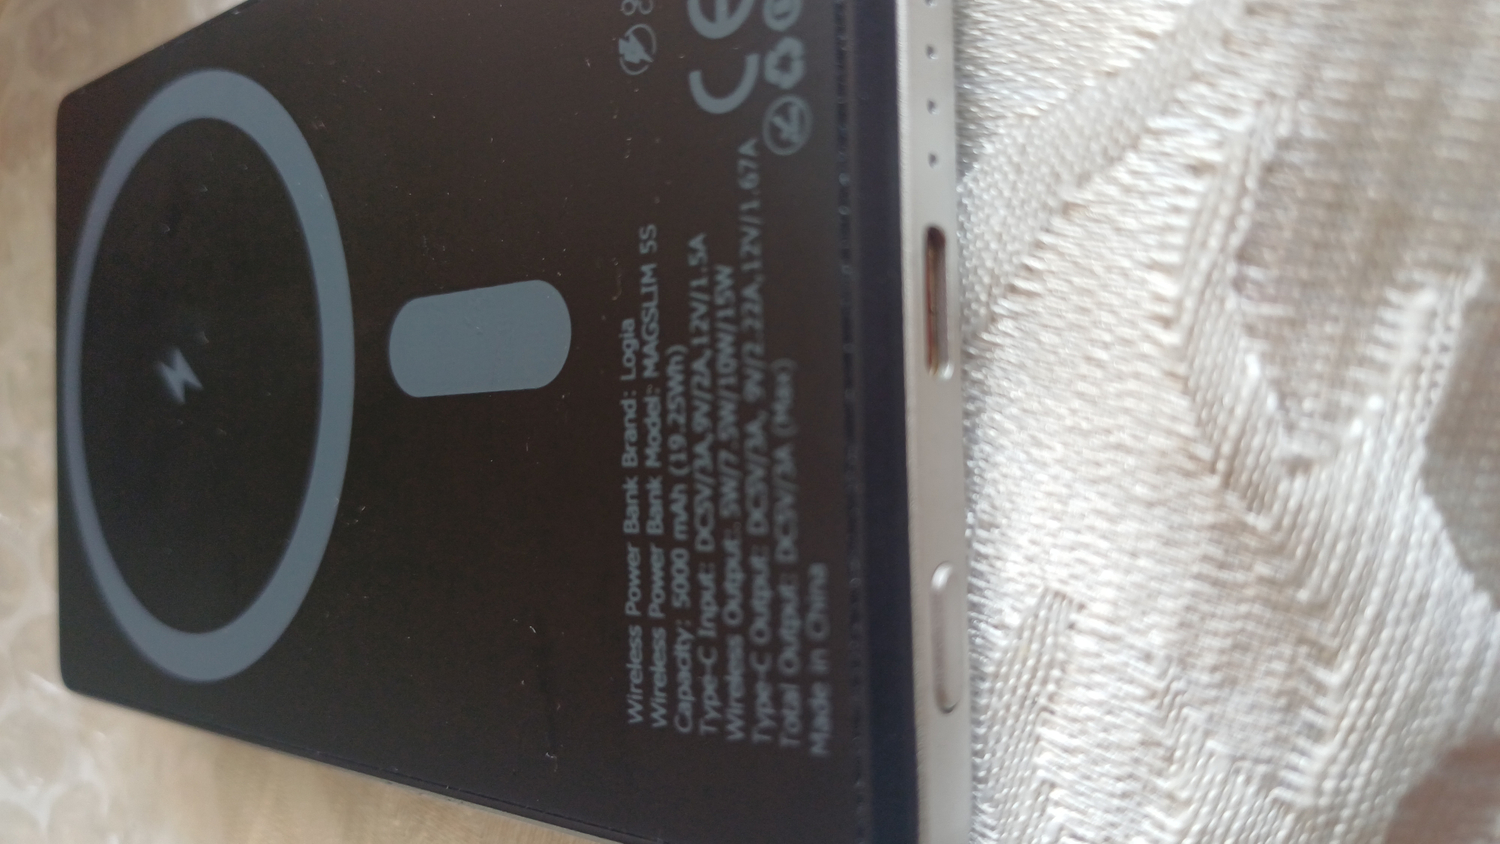 Wireless Power Bank Brand: Logia
Wireless Power Bank Model: MAGSLIM 5S
Capacity: 5000 mAh (19.25Wh)
Type-C Input: DC5V/3A,9V/2A,12V/1.5A
Wireless Output: 5W/7.5W/10W/15W
Type-C Output: DC5V/3A, 9V/2.22A,12V/1.67A
Total Output: DC5V/3A (Max)
Made in China
CE